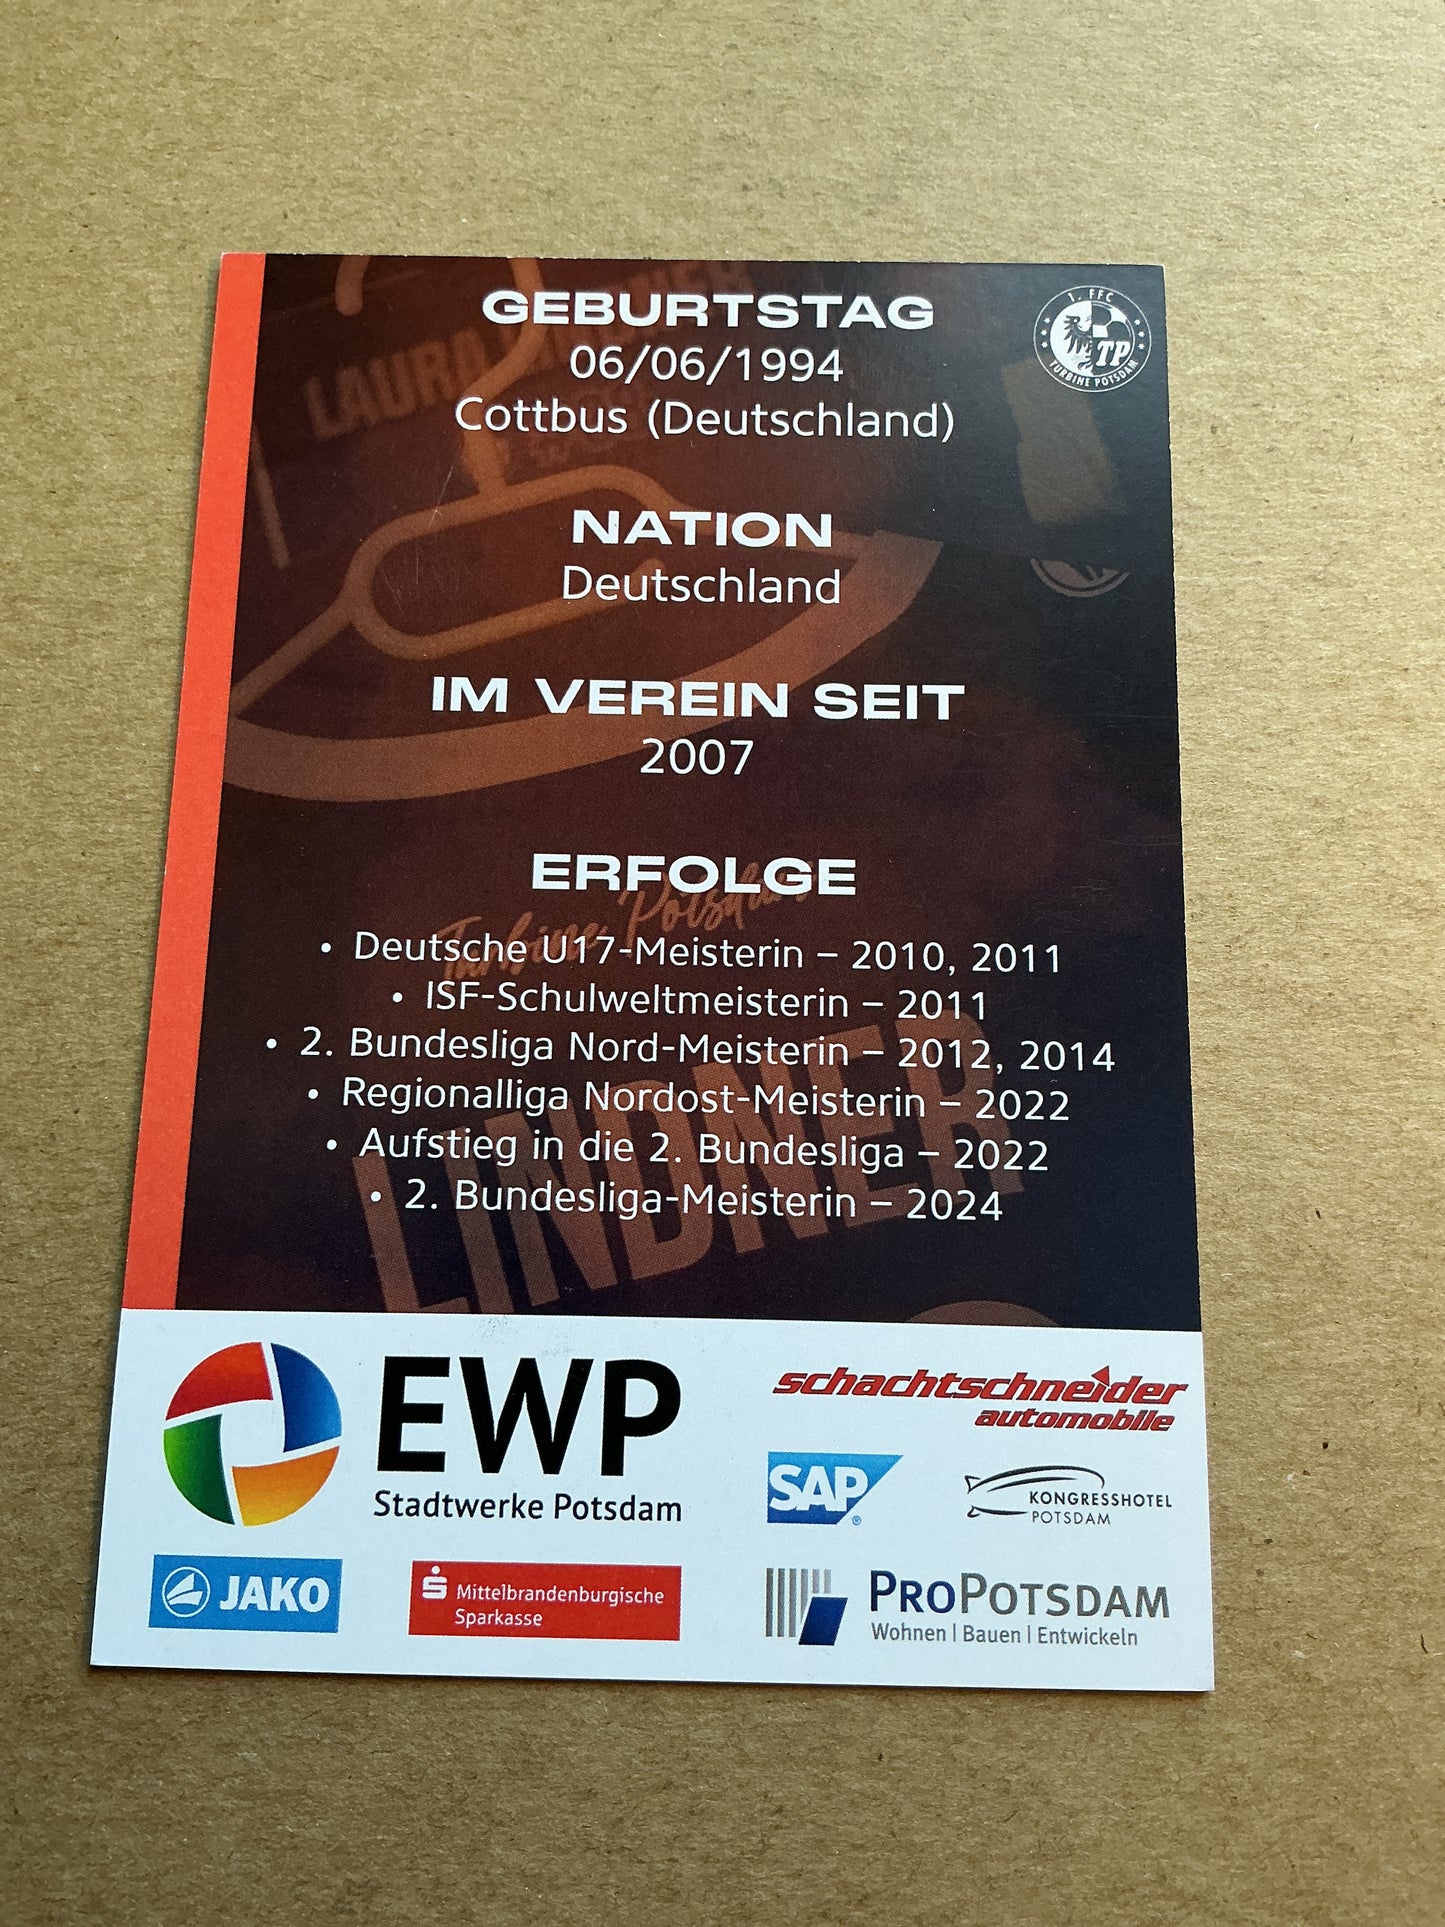 GEBURTSTAG
06/06/1994
Cottbus (Deutschland)
1. FFC
TP
TURBINE POTSDAM
NATION
Deutschland
IM VEREIN SEIT
2007
ERFOLGE
Turbine Potsdam
• Deutsche U17-Meisterin – 2010, 2011
• ISF-Schulweltmeisterin – 2011
• 2. Bundesliga Nord-Meisterin – 2012, 2014
• Regionalliga Nordost-Meisterin – 2022
• Aufstieg in die 2. Bundesliga – 2022
• 2. Bundesliga-Meisterin – 2024
LINDNER
EWP
Stadtwerke Potsdam
schachtschneider
automobile
SAP®
KONGRESSHOTEL
POTSDAM
JAKO
Mittelbrandenburgische
Sparkasse
PROPOTSDAM
Wohnen | Bauen | Entwickeln